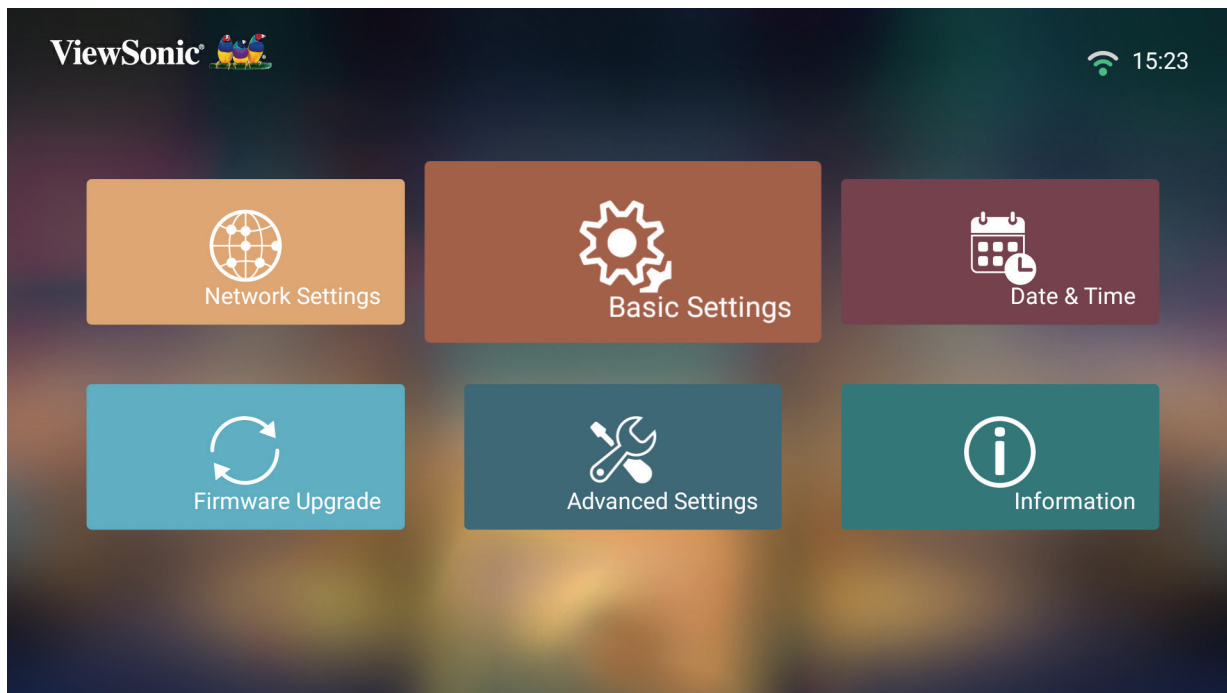 ViewSonic®
15:23
Network Settings
Basic Settings
Date & Time
Firmware Upgrade
Advanced Settings
Information